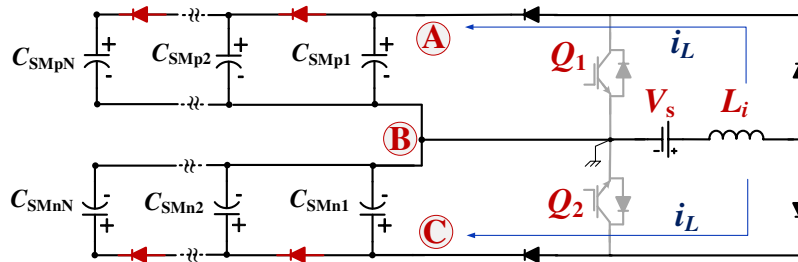 A
i_L
Q_1
C_SMpN
+
-
C_SMp2
+
-
C_SMp1
+
-
V_s
L_i
B
- +
C_SMnN
-
+
C_SMn2
-
+
C_SMn1
-
+
Q_2
C
i_L